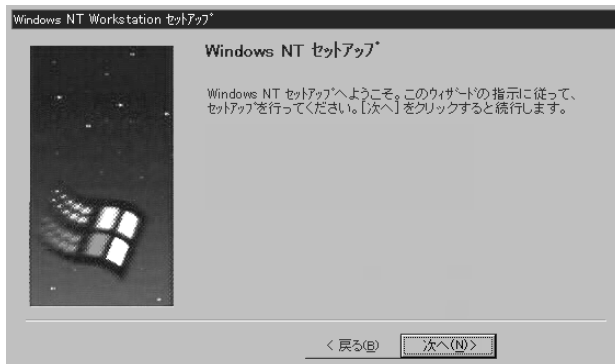 Windows NT Workstation ｾｯﾄｱｯﾌﾟ
Windows NT ｾｯﾄｱｯﾌﾟ
Windows NT ｾｯﾄｱｯﾌﾟへようこそ。このｳｨｻﾞｰﾄﾞの指示に従って、
ｾｯﾄｱｯﾌﾟを行ってください。[次へ] をクリックすると続行します。
< 戻る(B)
次へ(N) >